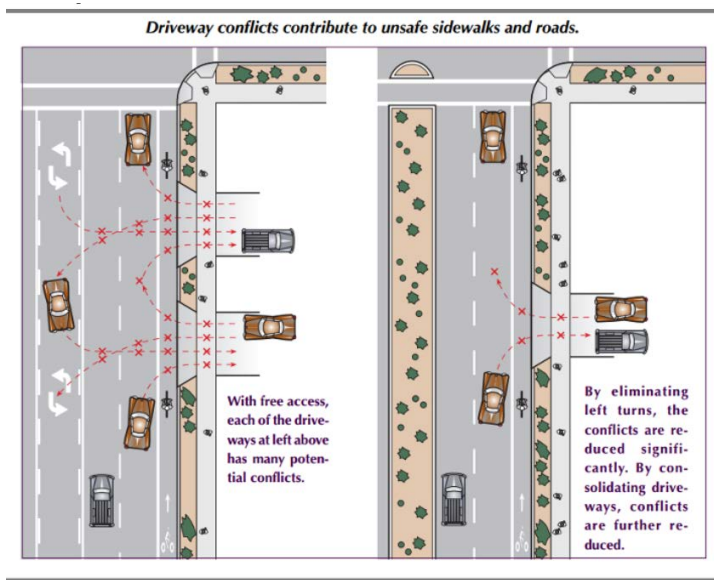 Driveway conflicts contribute to unsafe sidewalks and roads.
With free access,
each of the drive-
ways at left above
has many poten-
tial conflicts.
By eliminating
left turns, the
conflicts are re-
duced signifi-
cantly. By con-
solidating drive-
ways, conflicts
are further re-
duced.